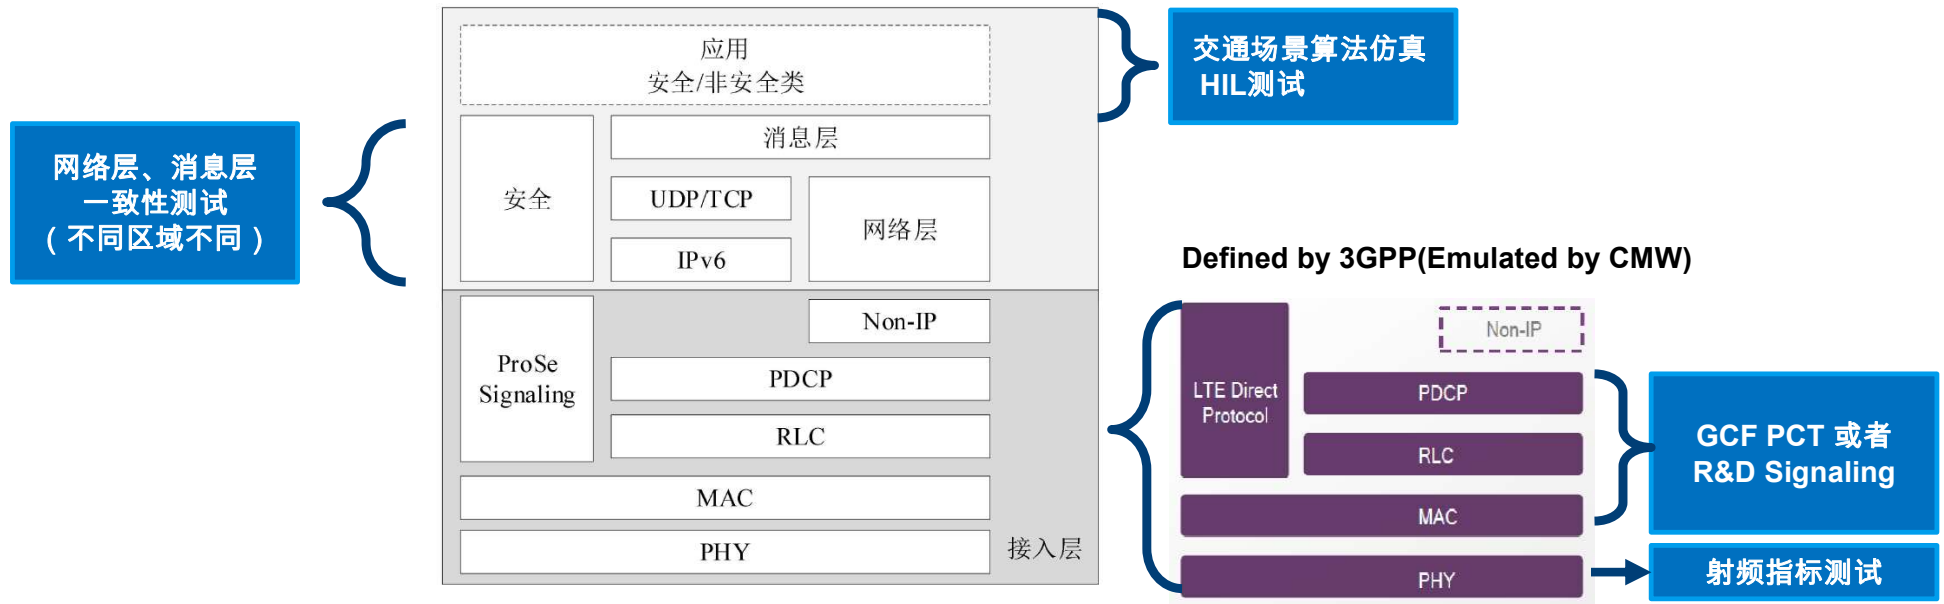 应用
安全/非安全类
交通场景算法仿真
HIL测试
网络层、消息层
一致性测试
（不同区域不同）
安全
消息层
UDP/TCP
IPv6
网络层
Defined by 3GPP(Emulated by CMW)
ProSe
Signaling
Non-IP
PDCP
RLC
MAC
PHY
接入层
LTE Direct
Protocol
Non-IP
PDCP
RLC
MAC
PHY
GCF PCT 或者
R&D Signaling
射频指标测试